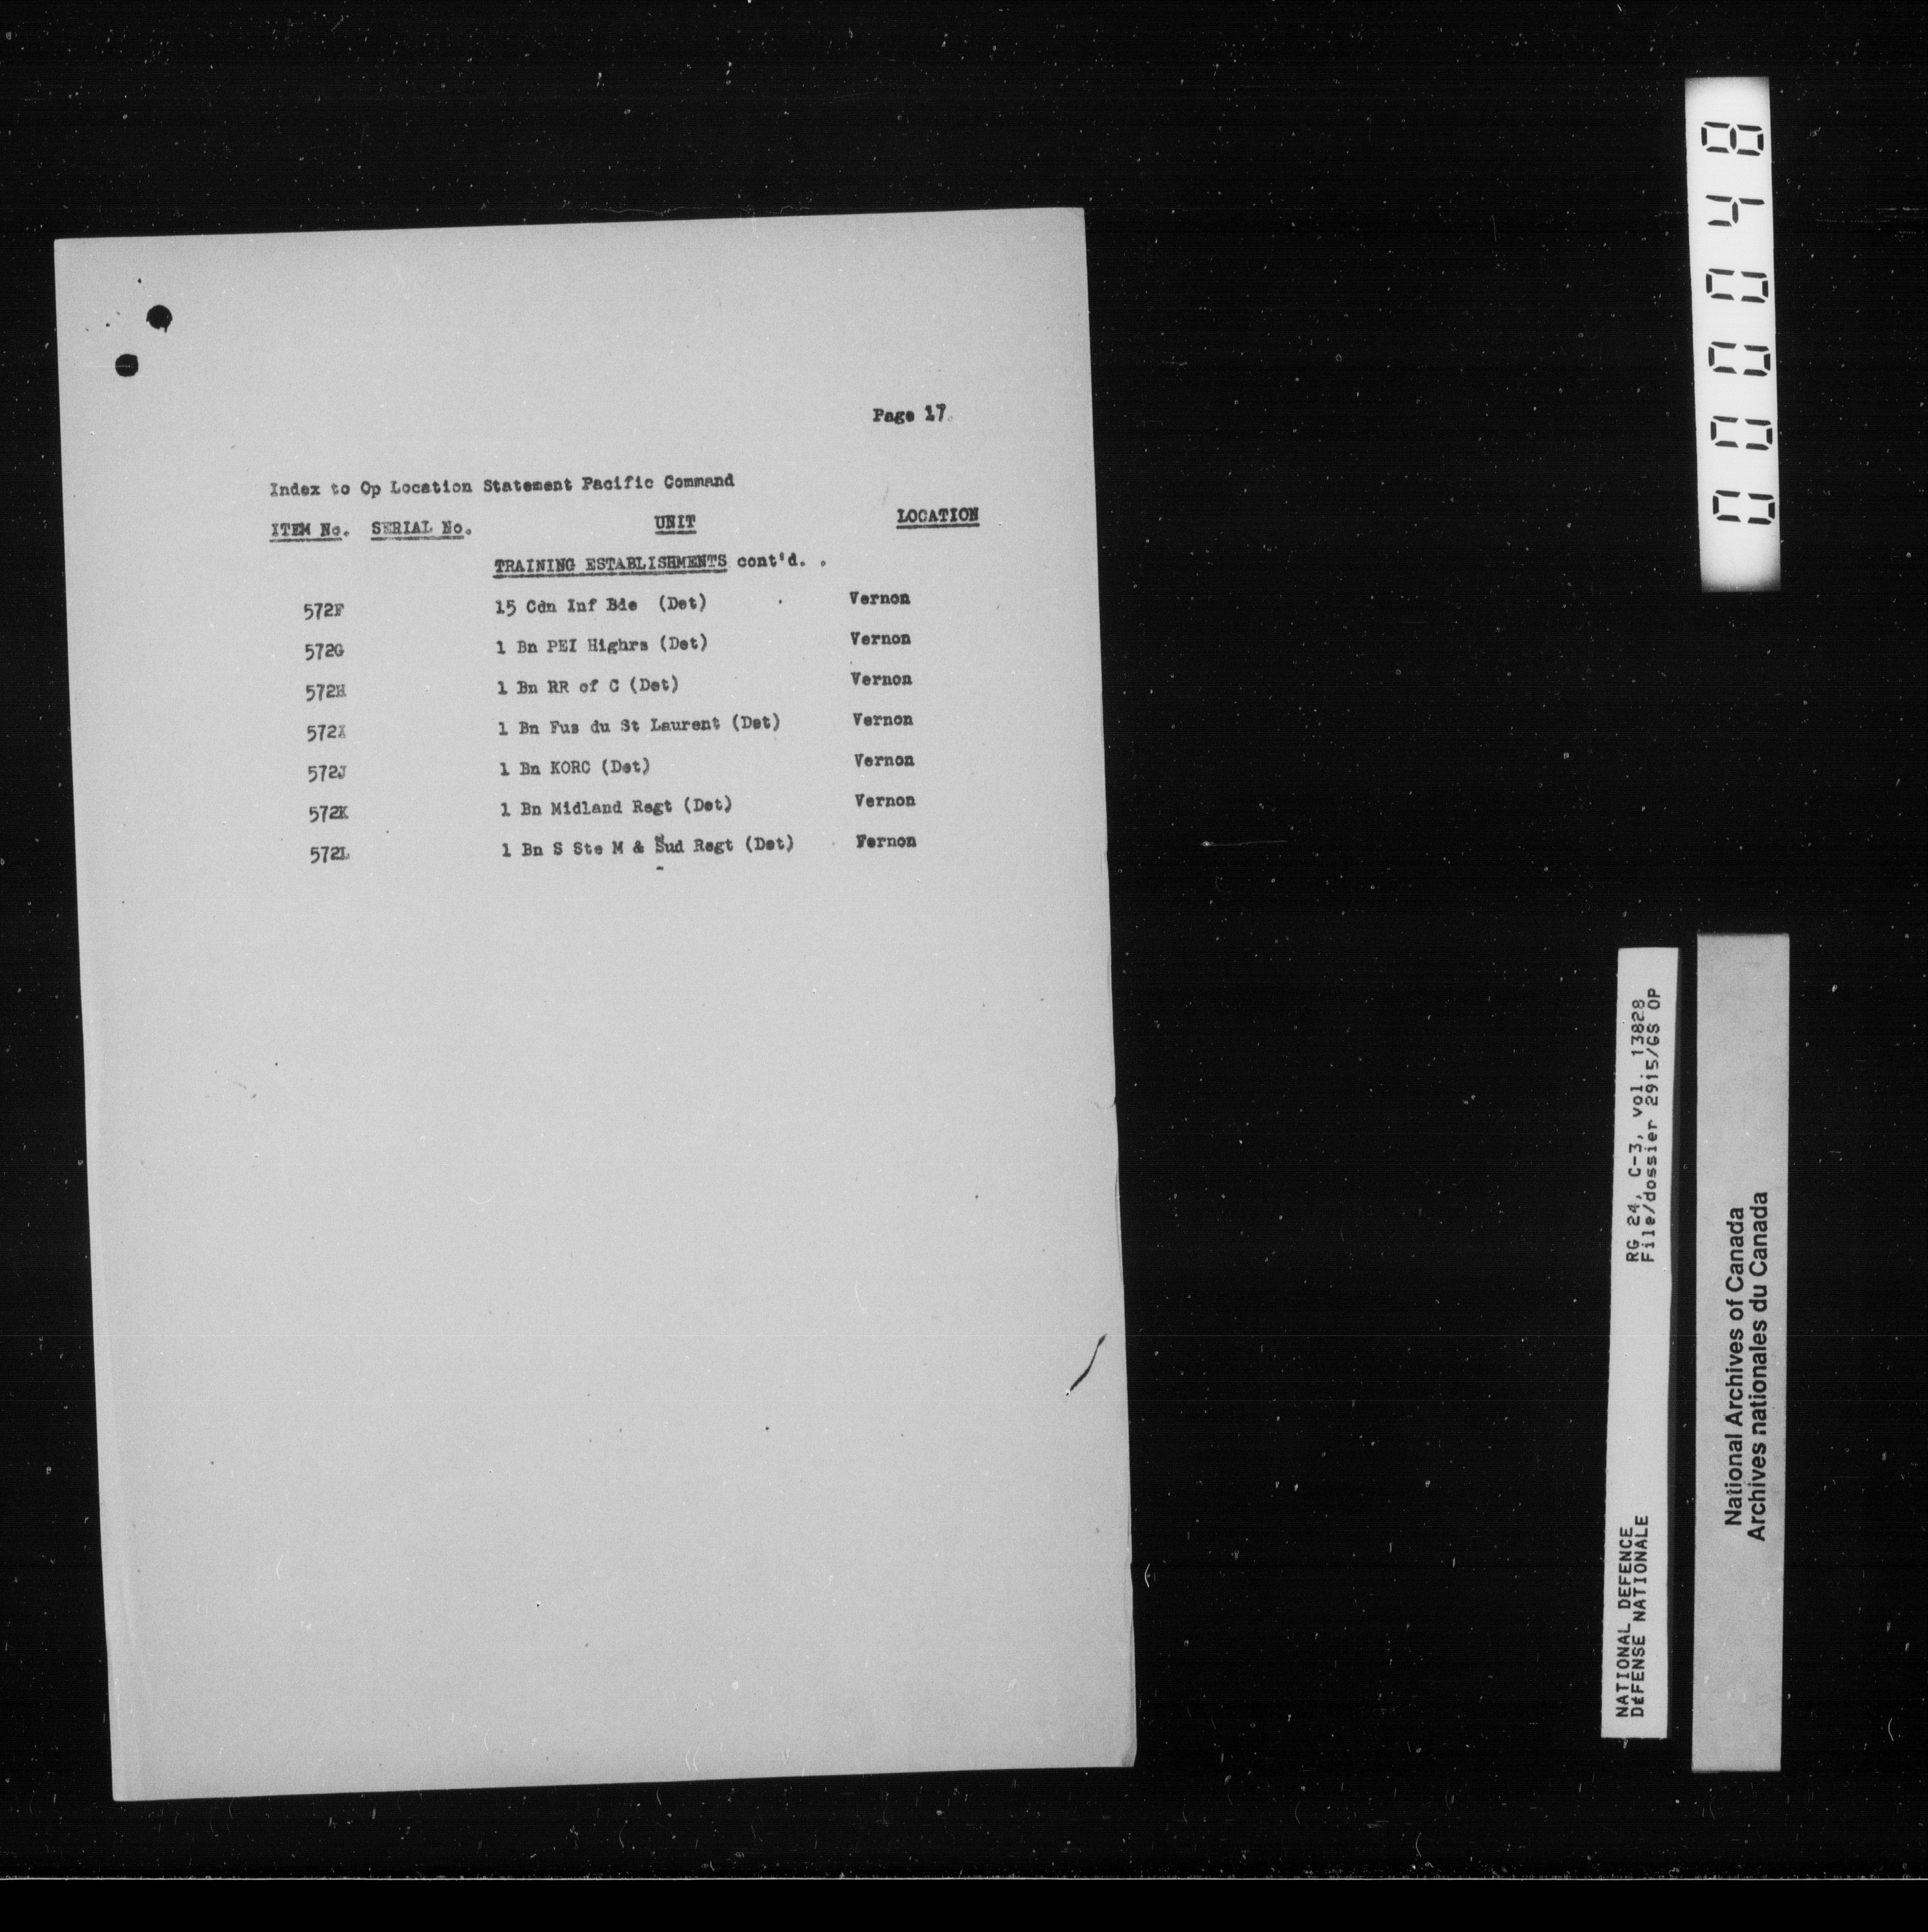 Page 17.
Index to Op Location Statement Pacific Command
ITEM No. SERIAL No. UNIT LOCATION
TRAINING ESTABLISHMENTS cont'd. .
572F 15 Cdn Inf Bde (Det) Vernon
572G 1 Bn PEI Highrs (Det) Vernon
572H 1 Bn RR of C (Det) Vernon
572I 1 Bn Fus du St Laurent (Det) Vernon
572J 1 Bn KORC (Det) Vernon
572K 1 Bn Midland Regt (Det) Vernon
572L 1 Bn S Ste M & Sud Regt (Det) Fernon
000048
RG 24, C-3, vol. 13828
File/dossier 2915/GS OP
NATIONAL DEFENCE
DéFENSE NATIONALE
National Archives of Canada
Archives nationales du Canada